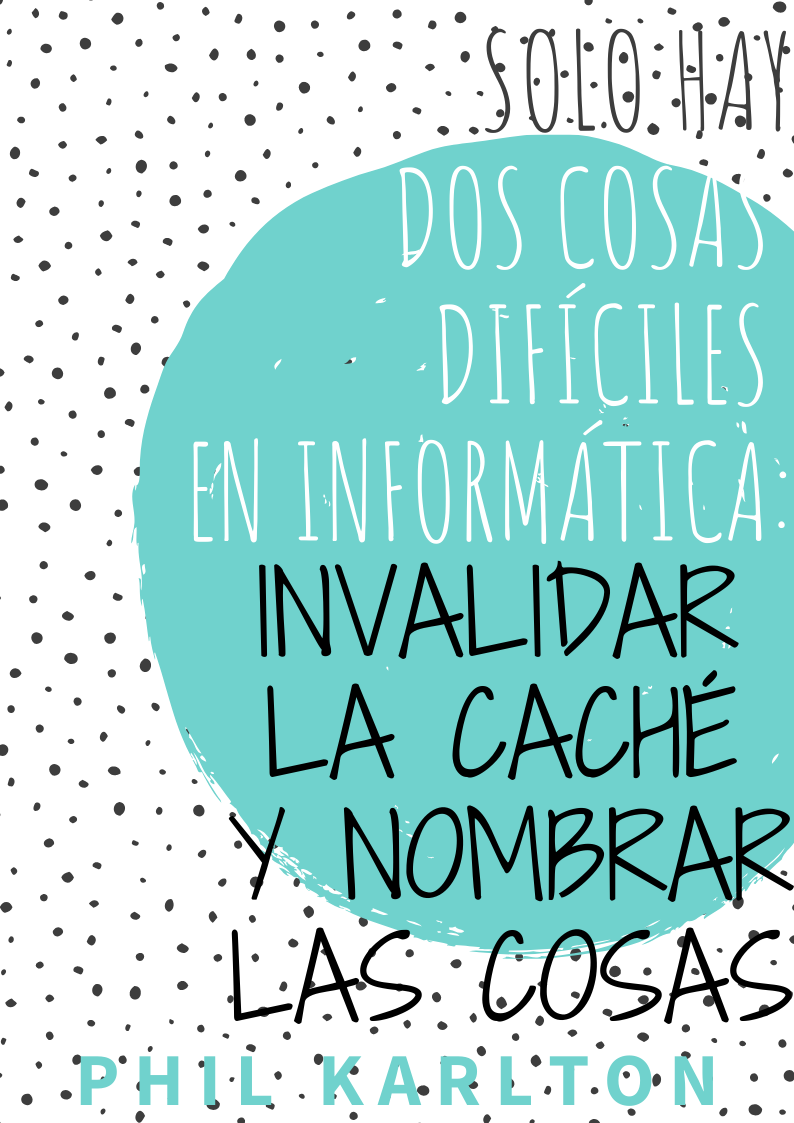 SOLO HAY
DOS COSAS
DIFÍCILES
EN INFORMÁTICA:
INVALIDAR
LA CACHÉ
Y NOMBRAR
LAS COSAS
PHIL KARLTON